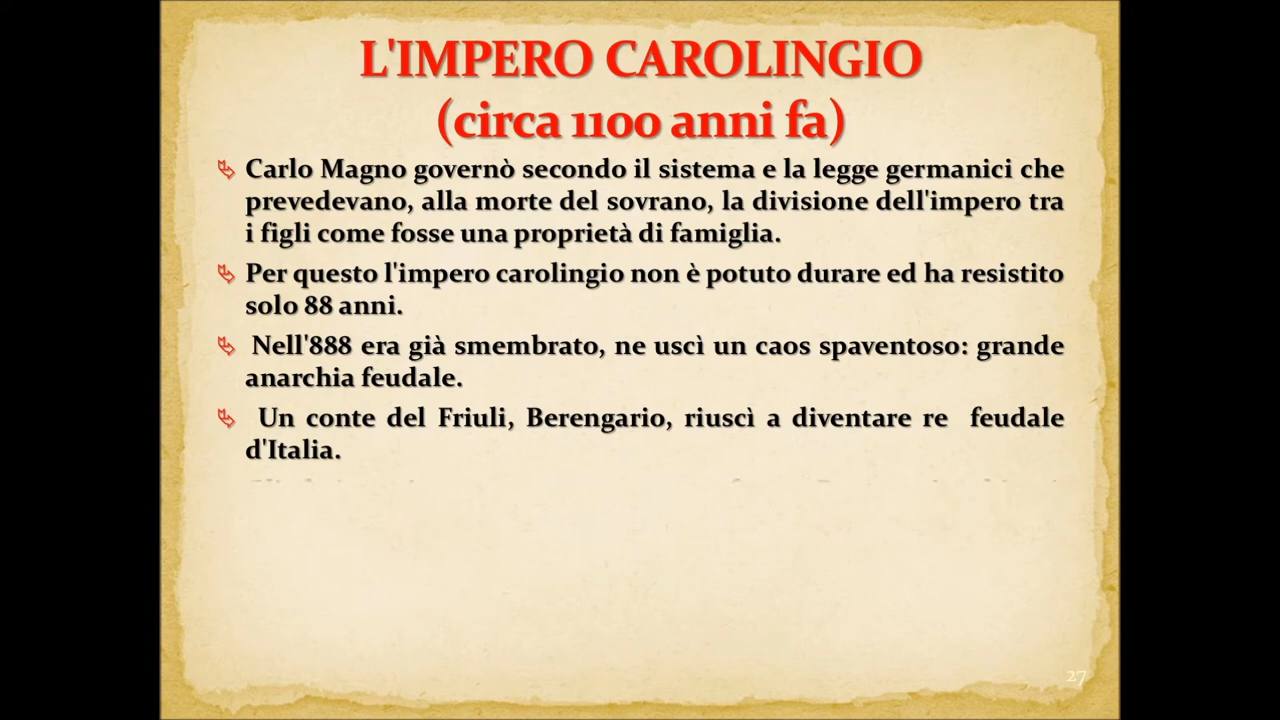 L'IMPERO CAROLINGIO
(circa 1100 anni fa)
Carlo Magno governò secondo il sistema e la legge germanici che
prevedevano, alla morte del sovrano, la divisione dell'impero tra
i figli come fosse una proprietà di famiglia.
Per questo l'impero carolingio non è potuto durare ed ha resistito
solo 88 anni.
Nell'888 era già smembrato, ne uscì un caos spaventoso: grande
anarchia feudale.
Un conte del Friuli, Berengario, riuscì a diventare re feudale
d'Italia.
27